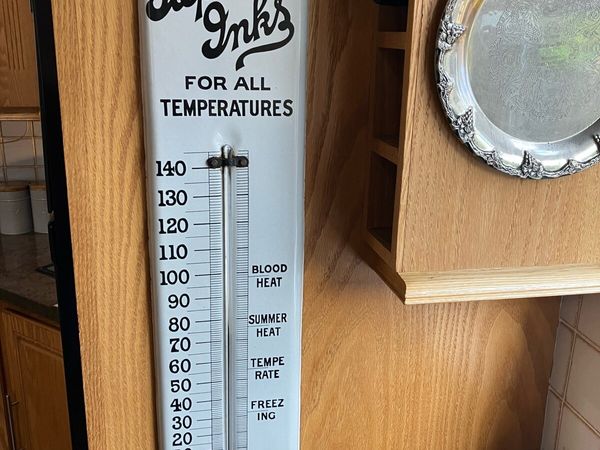 Inks
FOR ALL
TEMPERATURES
140
130
120
110
100
90
80
70
60
50
40
30
20
BLOOD
HEAT
SUMMER
HEAT
TEMPE
RATE
FREEZ
ING